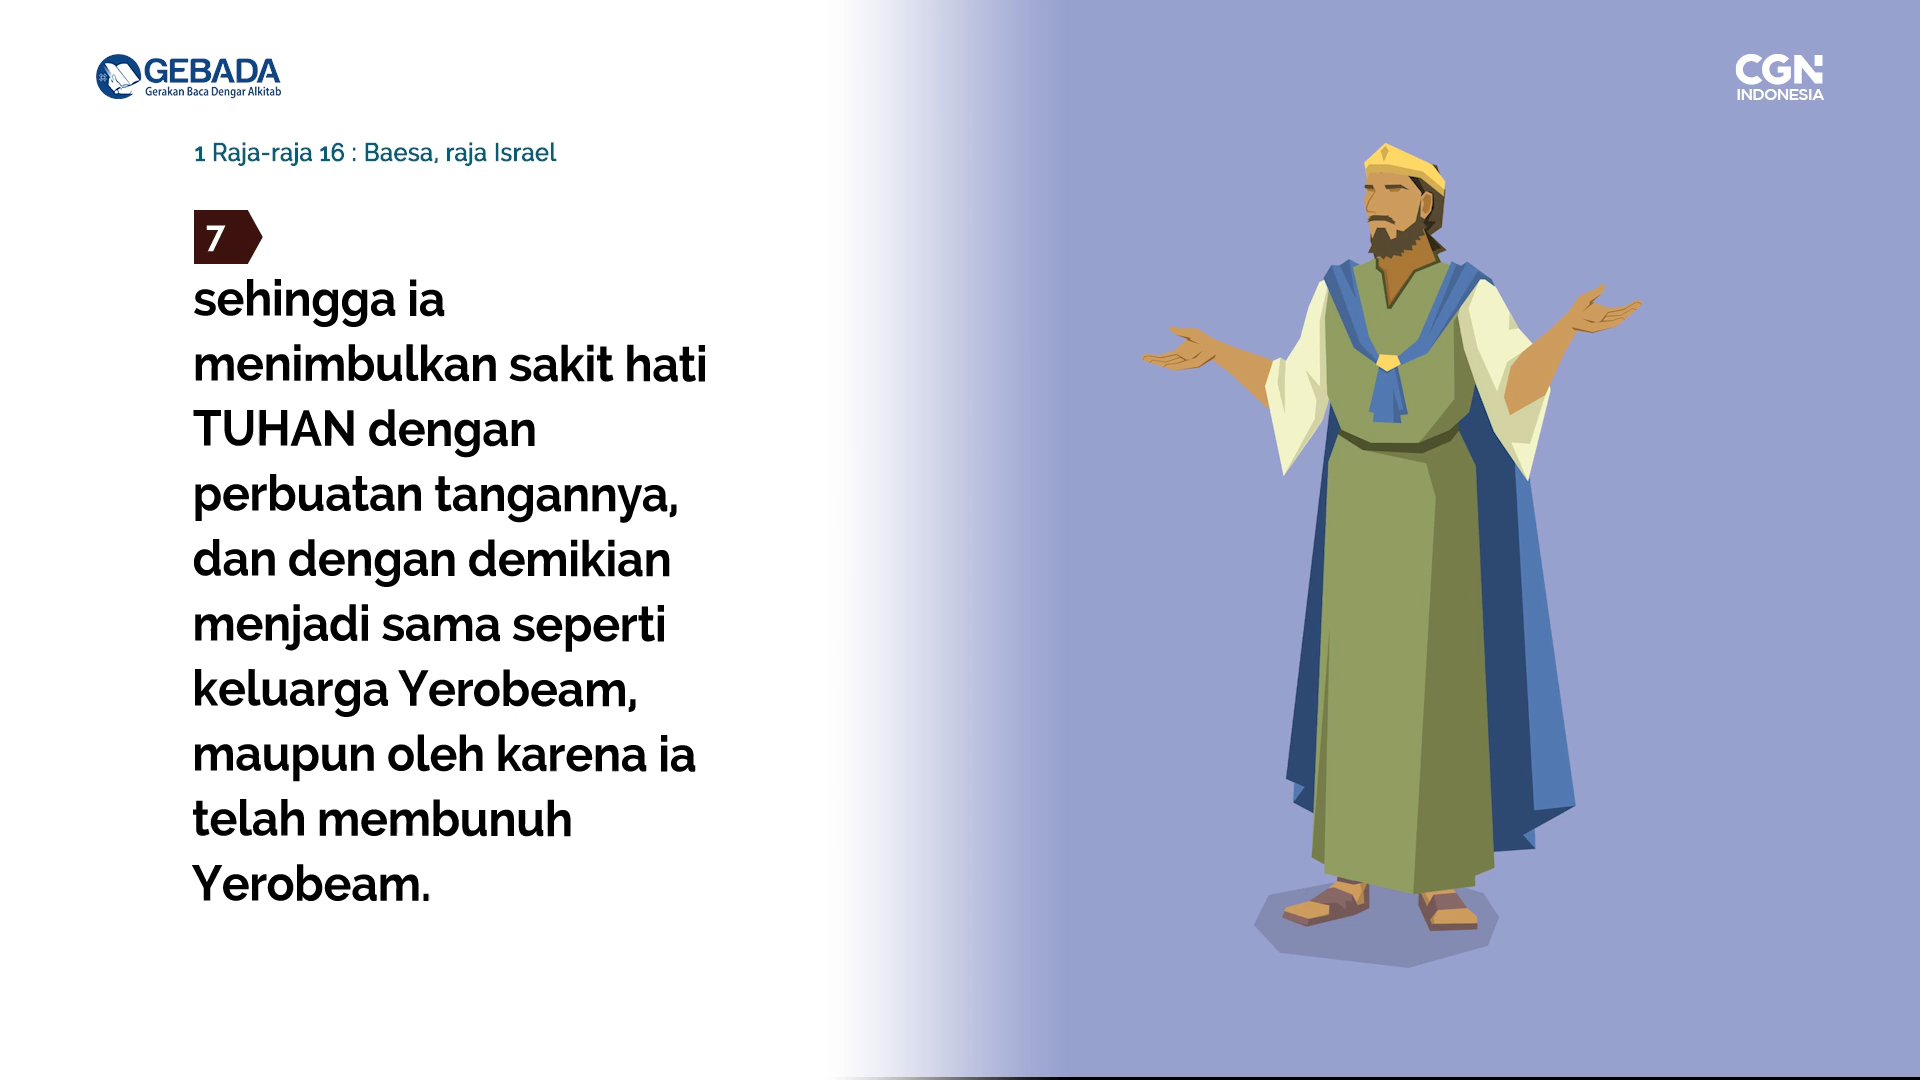 GEBADA
Gerakan Baca Dengar Alkitab
CGN
INDONESIA
1 Raja-raja 16 : Baesa, raja Israel
7
sehingga ia
menimbulkan sakit hati
TUHAN dengan
perbuatan tangannya,
dan dengan demikian
menjadi sama seperti
keluarga Yerobeam,
maupun oleh karena ia
telah membunuh
Yerobeam.